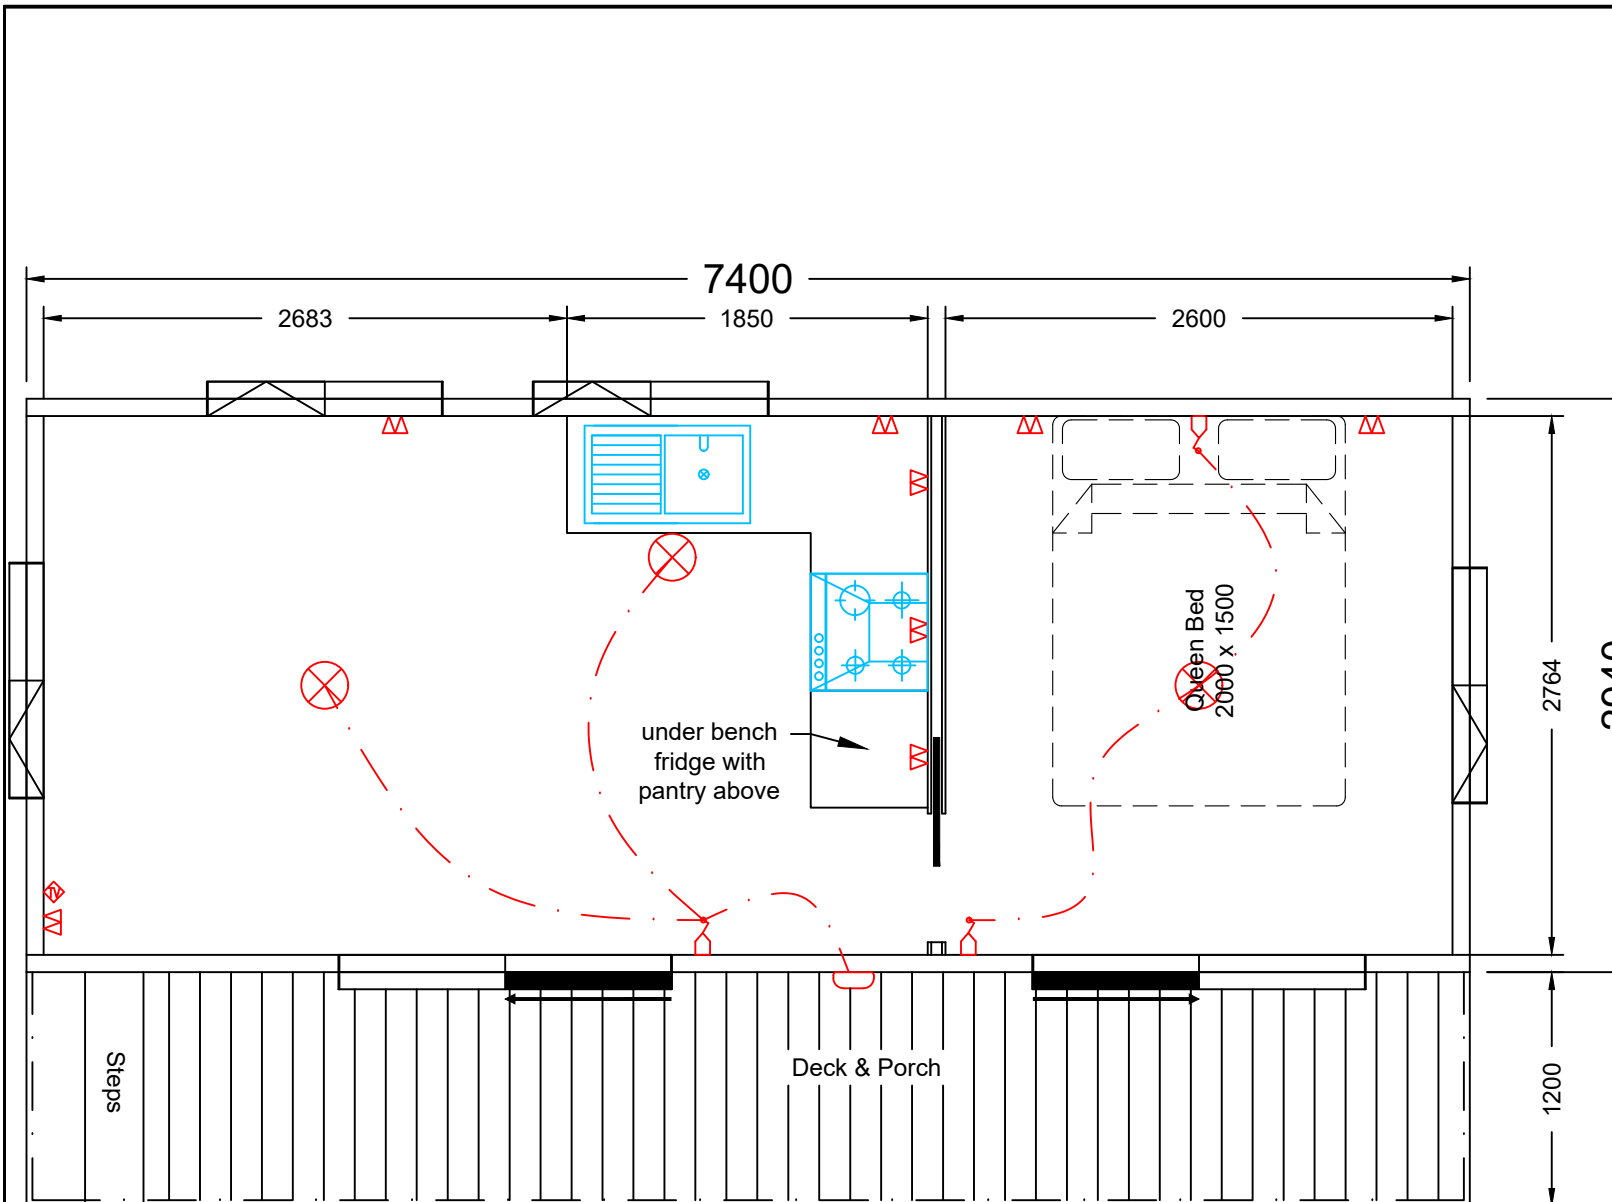 7400
2683
1850
2600
Queen Bed
2000 x 1500
under bench
fridge with
pantry above
2764
Steps
Deck & Porch
1200